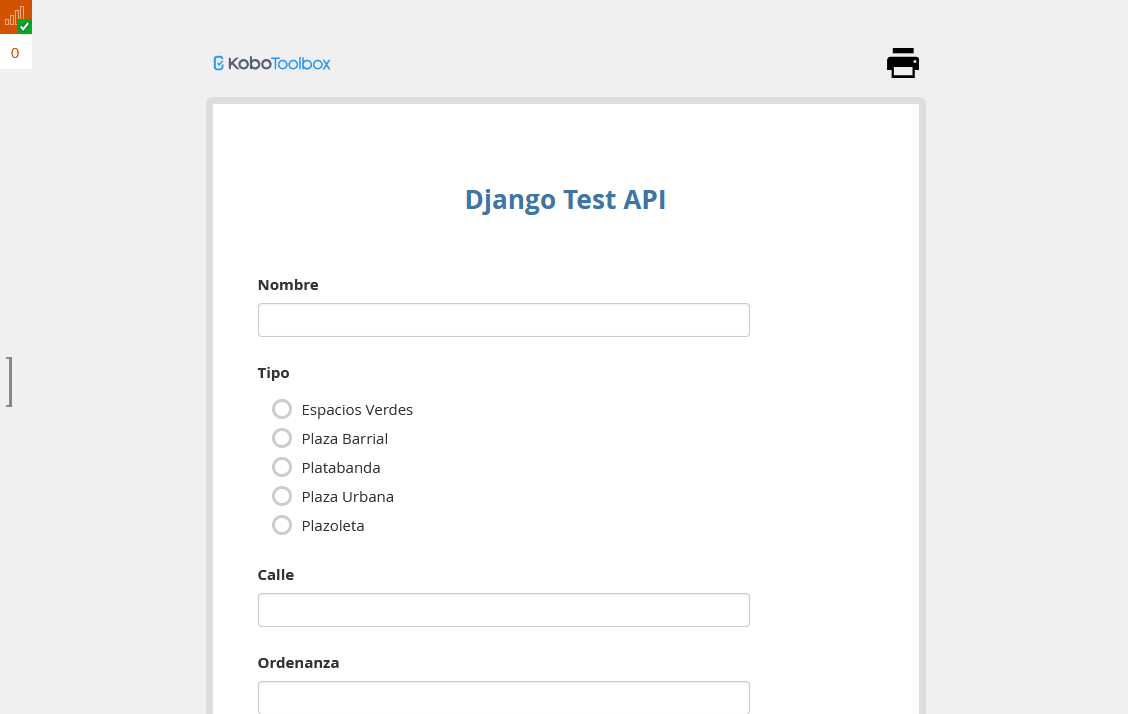 0
KoboToolbox
Django Test API
Nombre
Tipo
Espacios Verdes
Plaza Barrial
Platabanda
Plaza Urbana
Plazoleta
Calle
Ordenanza